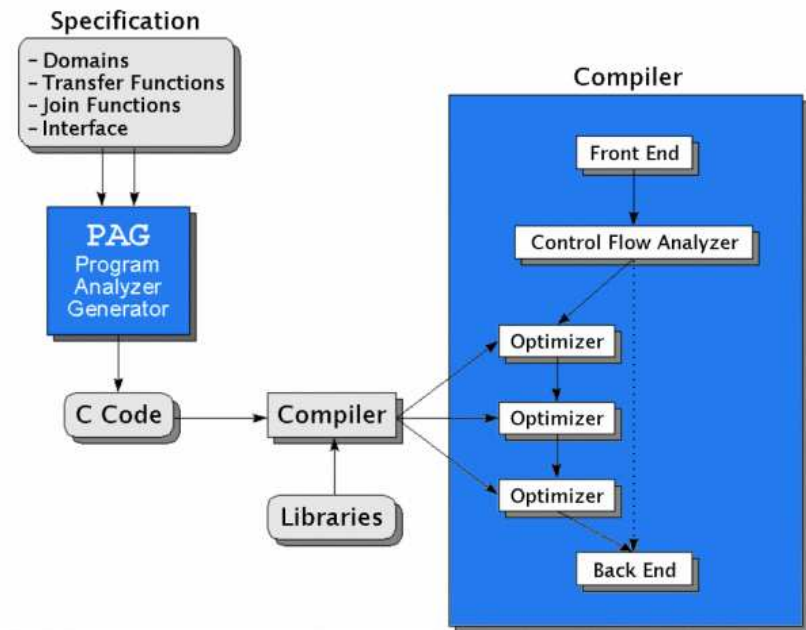 Specification
- Domains
- Transfer Functions
- Join Functions
- Interface
PAG
Program
Analyzer
Generator
C Code
Compiler
Libraries
Compiler
Front End
Control Flow Analyzer
Optimizer
Optimizer
Optimizer
Back End